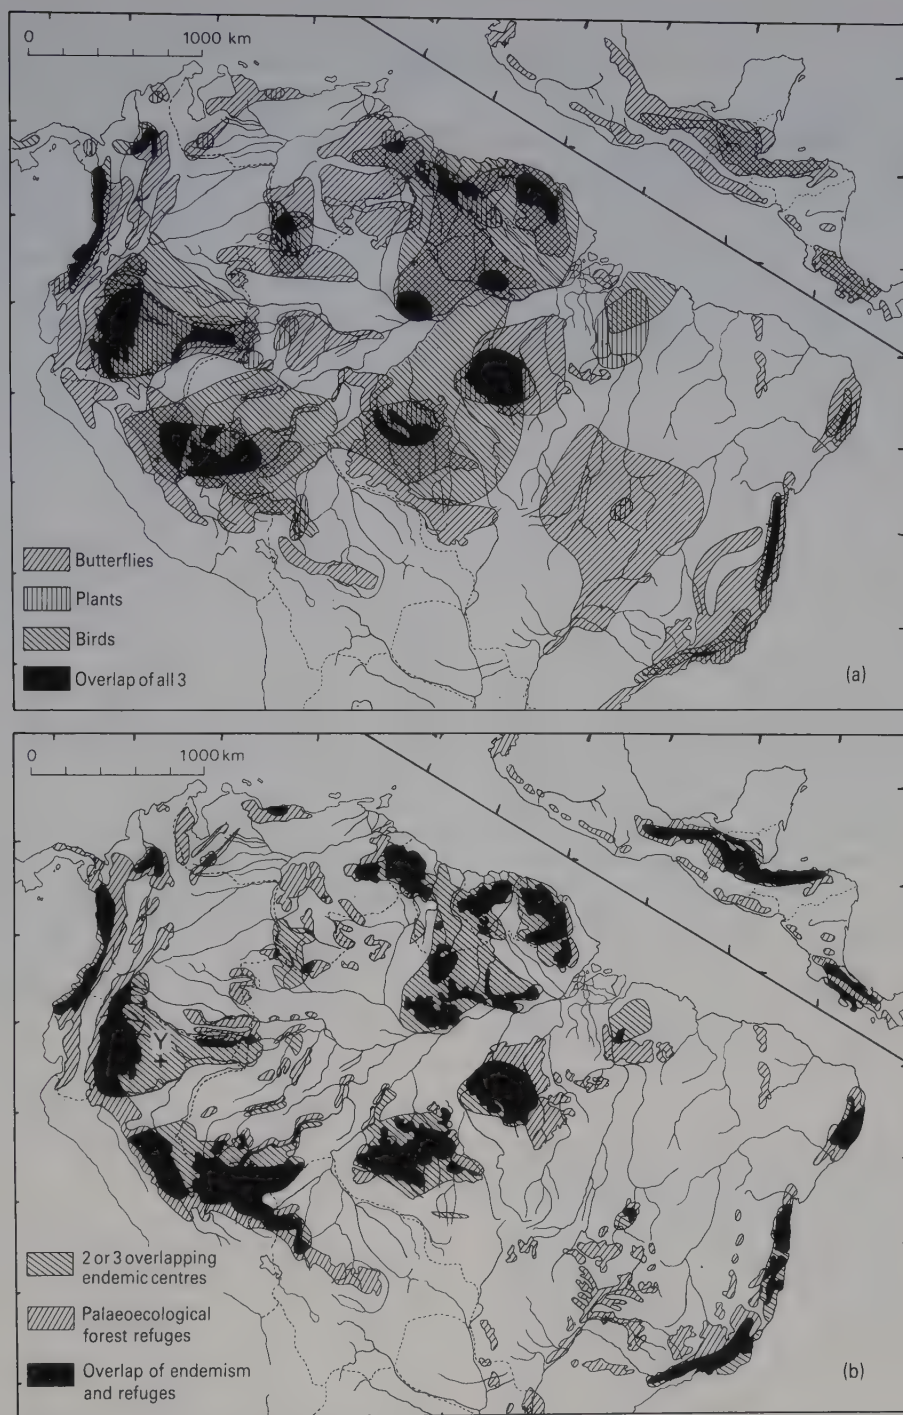 0 1000 km
Butterflies
Plants
Birds
Overlap of all 3
(a)
0 1000 km
Y
2 or 3 overlapping
endemic centres
Palaeoecological
forest refuges
Overlap of endemism
and refuges
(b)